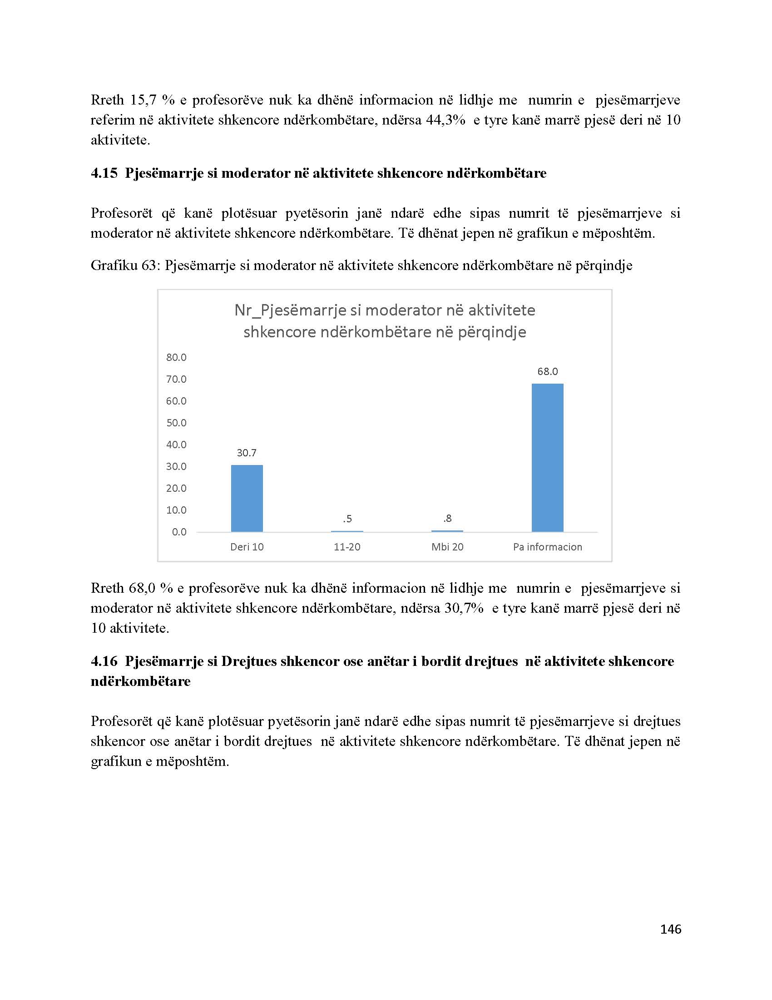 Rreth 15,7 % e profesorëve nuk ka dhënë informacion në lidhje me numrin e pjesëmarrjeve
referim në aktivitete shkencore ndërkombëtare, ndërsa 44,3% e tyre kanë marrë pjesë deri në 10
aktivitete.
4.15 Pjesëmarrje si moderator në aktivitete shkencore ndërkombëtare
Profesorët që kanë plotësuar pyetësorin janë ndarë edhe sipas numrit të pjesëmarrjeve si
moderator në aktivitete shkencore ndërkombëtare. Të dhënat jepen në grafikun e mëposhtëm.
Grafiku 63: Pjesëmarrje si moderator në aktivitete shkencore ndërkombëtare në përqindje
Nr_Pjesëmarrje si moderator në aktivitete
shkencore ndërkombëtare në përqindje
80.0
70.0
60.0
50.0
40.0
30.0
20.0
10.0
0.0
30.7
.5
.8
68.0
Deri 10
11-20
Mbi 20
Pa informacion
Rreth 68,0 % e profesorëve nuk ka dhënë informacion në lidhje me numrin e pjesëmarrjeve si
moderator në aktivitete shkencore ndërkombëtare, ndërsa 30,7% e tyre kanë marrë pjesë deri në
10 aktivitete.
4.16 Pjesëmarrje si Drejtues shkencor ose anëtar i bordit drejtues në aktivitete shkencore
ndërkombëtare
Profesorët që kanë plotësuar pyetësorin janë ndarë edhe sipas numrit të pjesëmarrjeve si drejtues
shkencor ose anëtar i bordit drejtues në aktivitete shkencore ndërkombëtare. Të dhënat jepen në
grafikun e mëposhtëm.
146